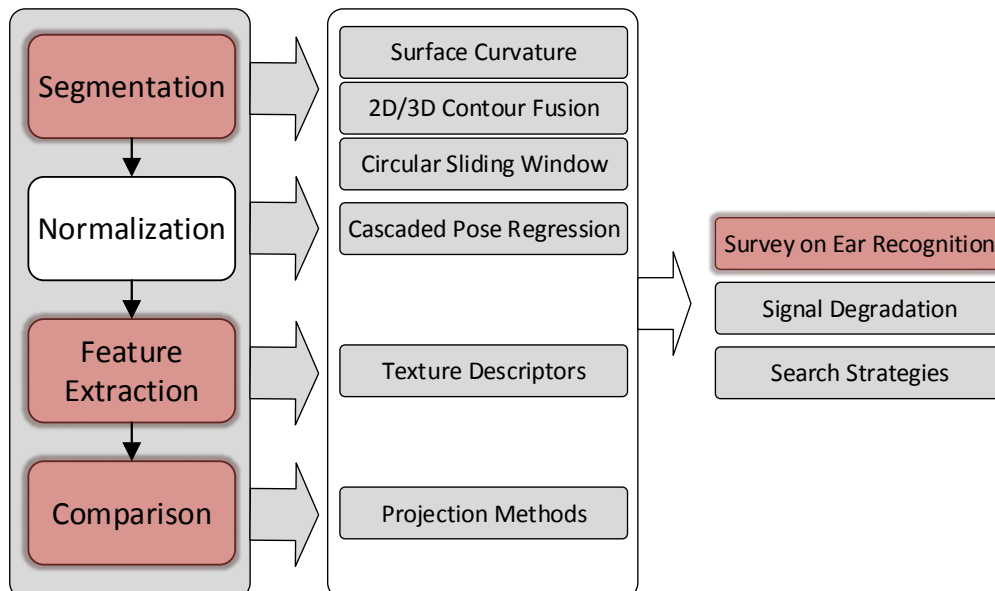 Segmentation
Normalization
Feature
Extraction
Comparison
Surface Curvature
2D/3D Contour Fusion
Circular Sliding Window
Cascaded Pose Regression
Texture Descriptors
Projection Methods
Survey on Ear Recognition
Signal Degradation
Search Strategies